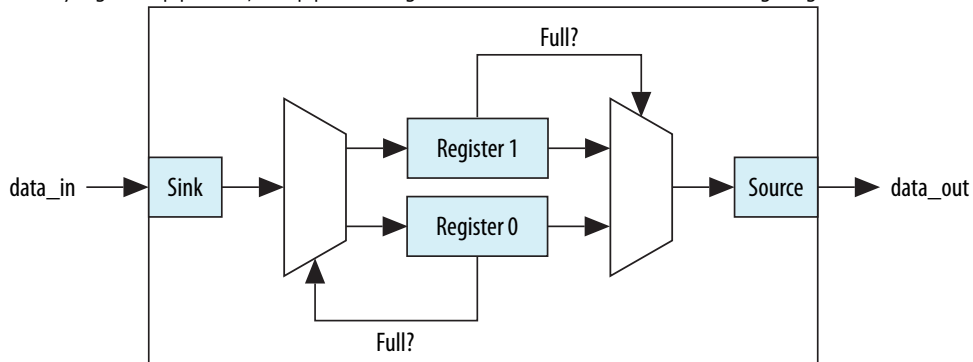 Full?
Register 1
data_in
Sink
Source
data_out
Register 0
Full?